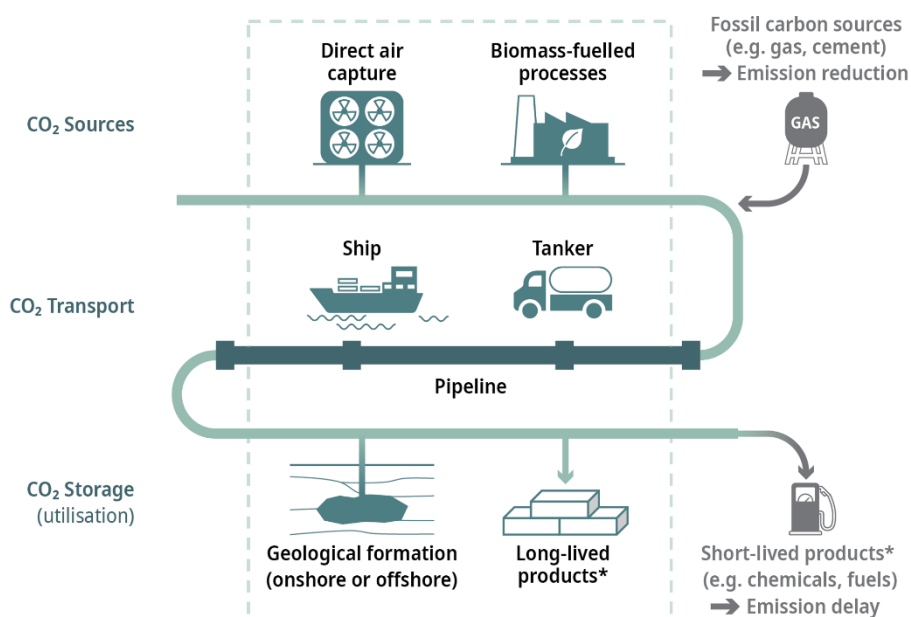 Fossil carbon sources
(e.g. gas, cement)
Emission reduction
Direct air
capture
Biomass-fuelled
processes
CO₂ Sources
GAS
Ship
Tanker
CO₂ Transport
Pipeline
CO₂ Storage
(utilisation)
Geological formation
(onshore or offshore)
Long-lived
products*
Short-lived products*
(e.g. chemicals, fuels)
Emission delay